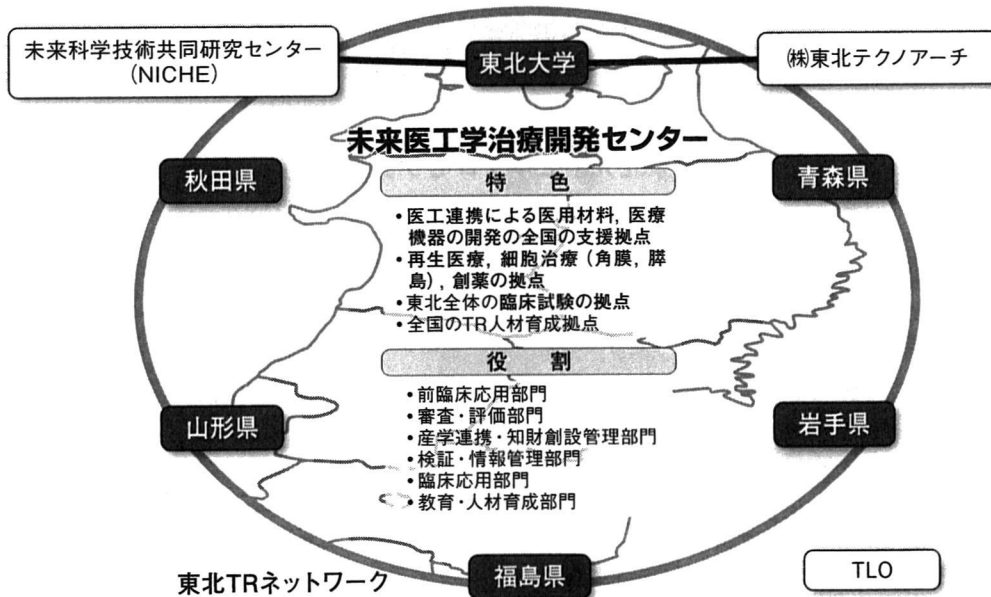 未来科学技術共同研究センター
(NICHE)
東北大学
㈱東北テクノアーチ
未来医工学治療開発センター
秋田県
青森県
特 色
・医工連携による医用材料, 医療
機器の開発の全国の支援拠点
・再生医療, 細胞治療 (角膜, 膵
島) , 創薬の拠点
・東北全体の臨床試験の拠点
・全国のTR人材育成拠点
役 割
・前臨床応用部門
・審査・評価部門
・産学連携・知財創設管理部門
・検証・情報管理部門
・臨床応用部門
・教育・人材育成部門
山形県
岩手県
東北TRネットワーク
福島県
TLO